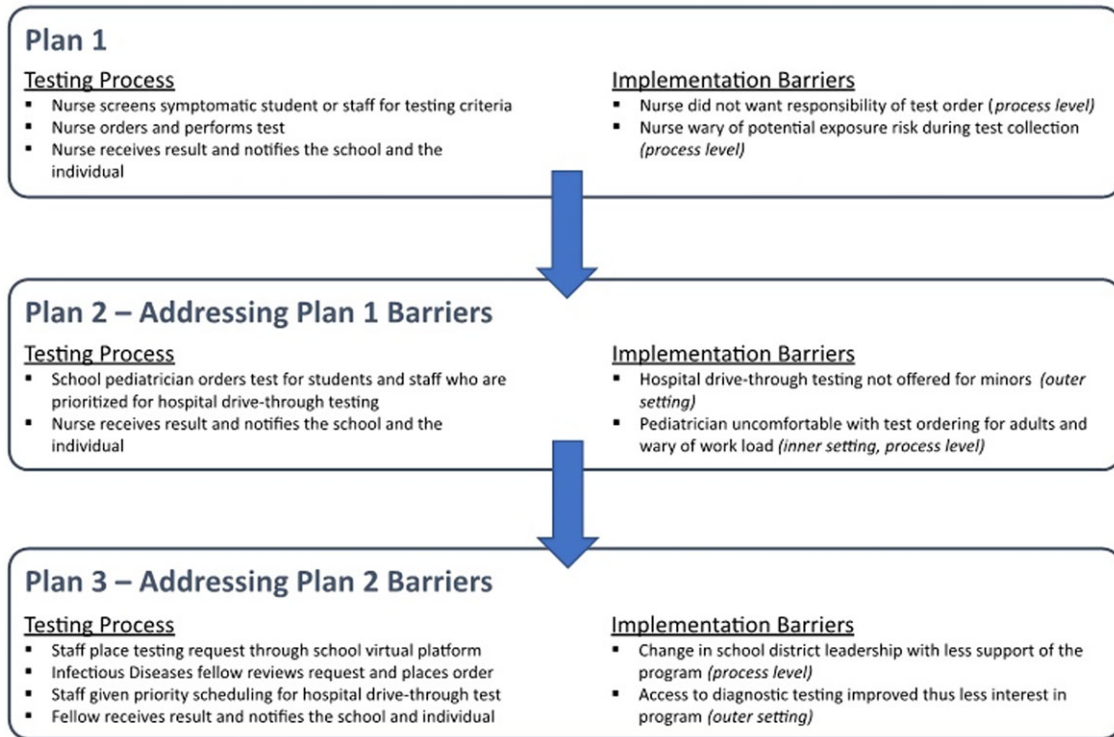 Plan 1
Testing Process
▪ Nurse screens symptomatic student or staff for testing criteria
▪ Nurse orders and performs test
▪ Nurse receives result and notifies the school and the
individual
Implementation Barriers
▪ Nurse did not want responsibility of test order (process level)
▪ Nurse wary of potential exposure risk during test collection
(process level)
Plan 2 – Addressing Plan 1 Barriers
Testing Process
▪ School pediatrician orders test for students and staff who are
prioritized for hospital drive-through testing
▪ Nurse receives result and notifies the school and the
individual
Implementation Barriers
▪ Hospital drive-through testing not offered for minors (outer
setting)
▪ Pediatrician uncomfortable with test ordering for adults and
wary of work load (inner setting, process level)
Plan 3 – Addressing Plan 2 Barriers
Testing Process
▪ Staff place testing request through school virtual platform
▪ Infectious Diseases fellow reviews request and places order
▪ Staff given priority scheduling for hospital drive-through test
▪ Fellow receives result and notifies the school and individual
Implementation Barriers
▪ Change in school district leadership with less support of the
program (process level)
▪ Access to diagnostic testing improved thus less interest in
program (outer setting)